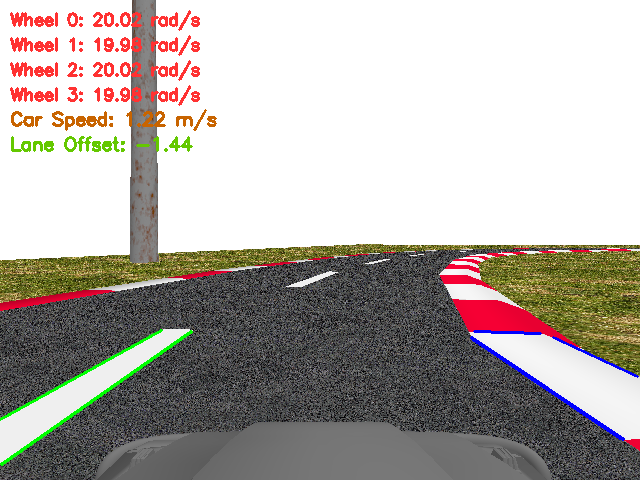 Wheel 0: 20.02 rad/s
Wheel 1: 19.98 rad/s
Wheel 2: 20.02 rad/s
Wheel 3: 19.98 rad/s
Car Speed: 1.22 m/s
Lane Offset: -1.44